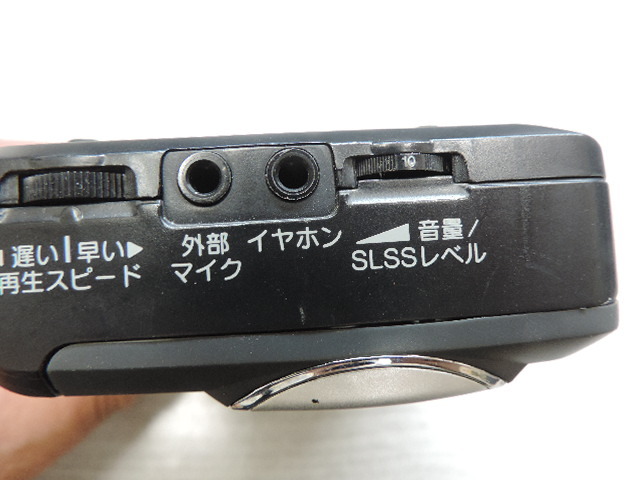 10
遅い 早い▶
再生スピード
外部
マイク
イヤホン
音量/
SLSSレベル